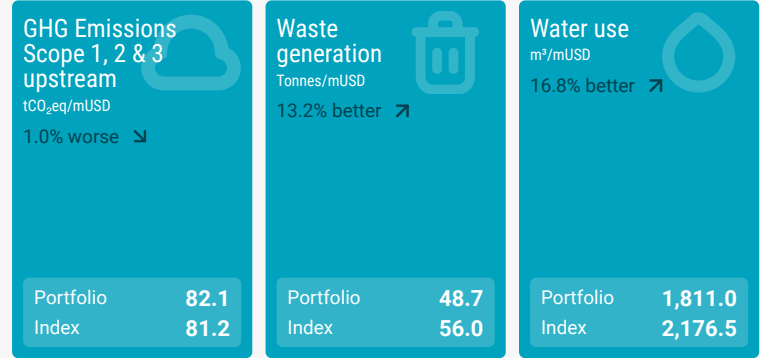 GHG Emissions
Scope 1, 2 & 3
upstream
tCO₂eq/mUSD
1.0% worse
Portfolio 82.1
Index 81.2
Waste
generation
Tonnes/mUSD
13.2% better
Portfolio 48.7
Index 56.0
Water use
m³/mUSD
16.8% better
Portfolio 1,811.0
Index 2,176.5